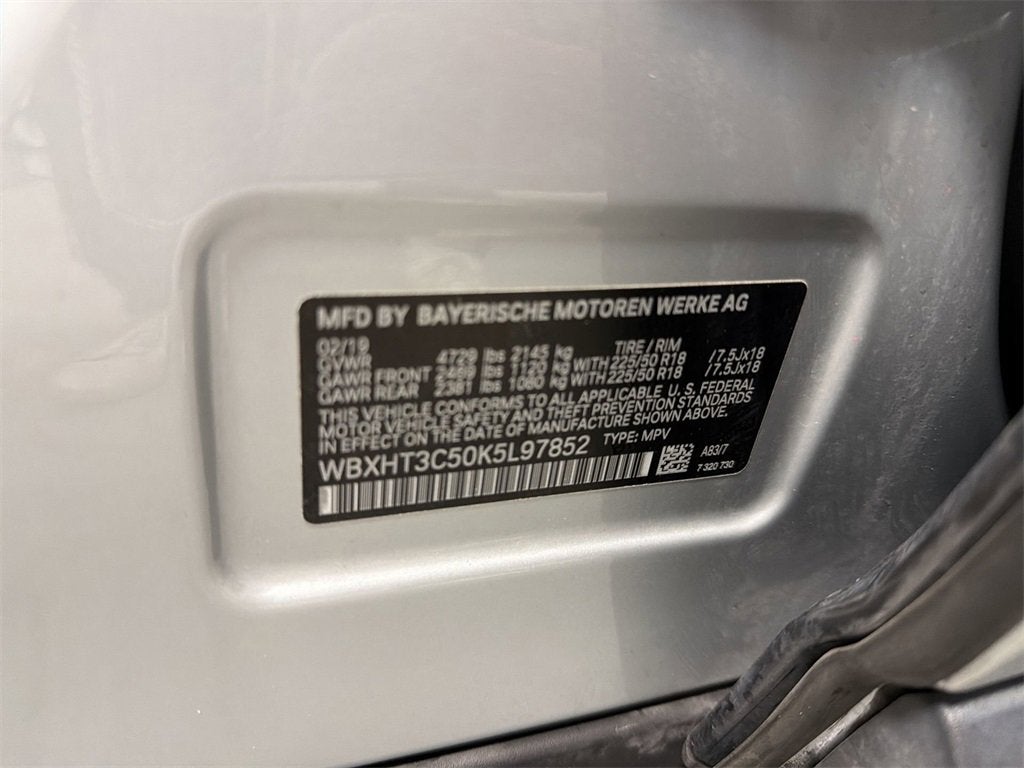 MFD BY BAYERISCHE MOTOREN WERKE AG
02/19
GVWR 4729 lbs 2145 kg TIRE / RIM
GAWR FRONT 2469 lbs 1120 kg WITH 225/50 R18 /7.5Jx18
GAWR REAR 2381 lbs 1080 kg WITH 225/50 R18 /7.5Jx18
THIS VEHICLE CONFORMS TO ALL APPLICABLE U. S. FEDERAL
MOTOR VEHICLE SAFETY AND THEFT PREVENTION STANDARDS
IN EFFECT ON THE DATE OF MANUFACTURE SHOWN ABOVE.
WBXHT3C50K5L97852 TYPE: MPV
A83/7
7 320 730